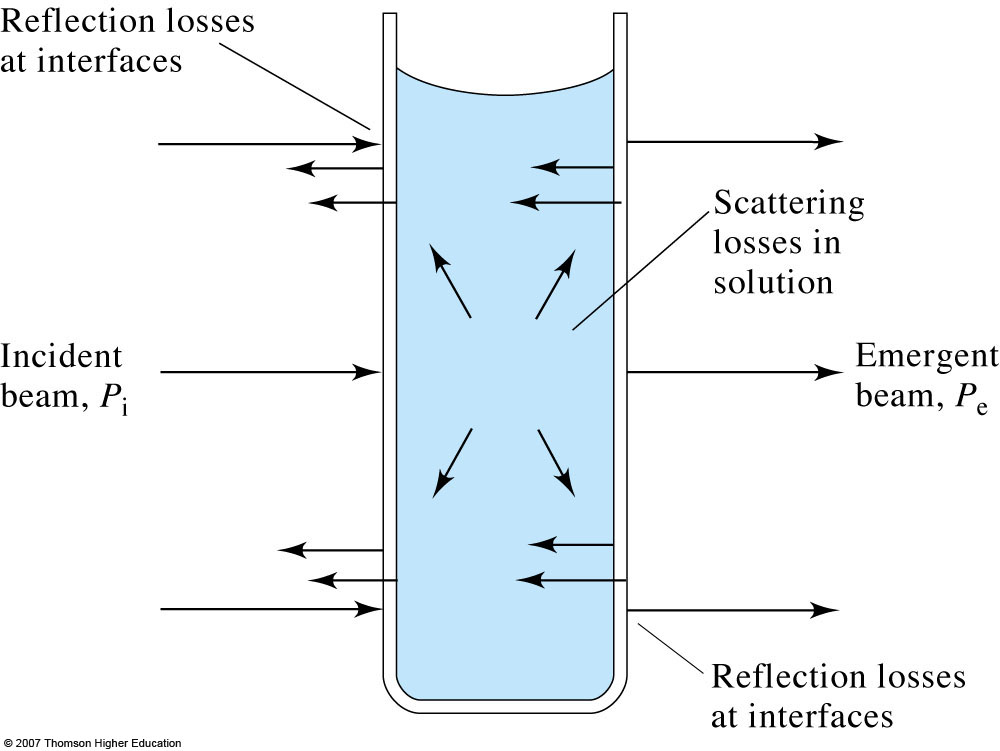 Reflection losses
at interfaces
Scattering
losses in
solution
Incident
beam, Pi
Emergent
beam, Pe
Reflection losses
at interfaces
© 2007 Thomson Higher Education